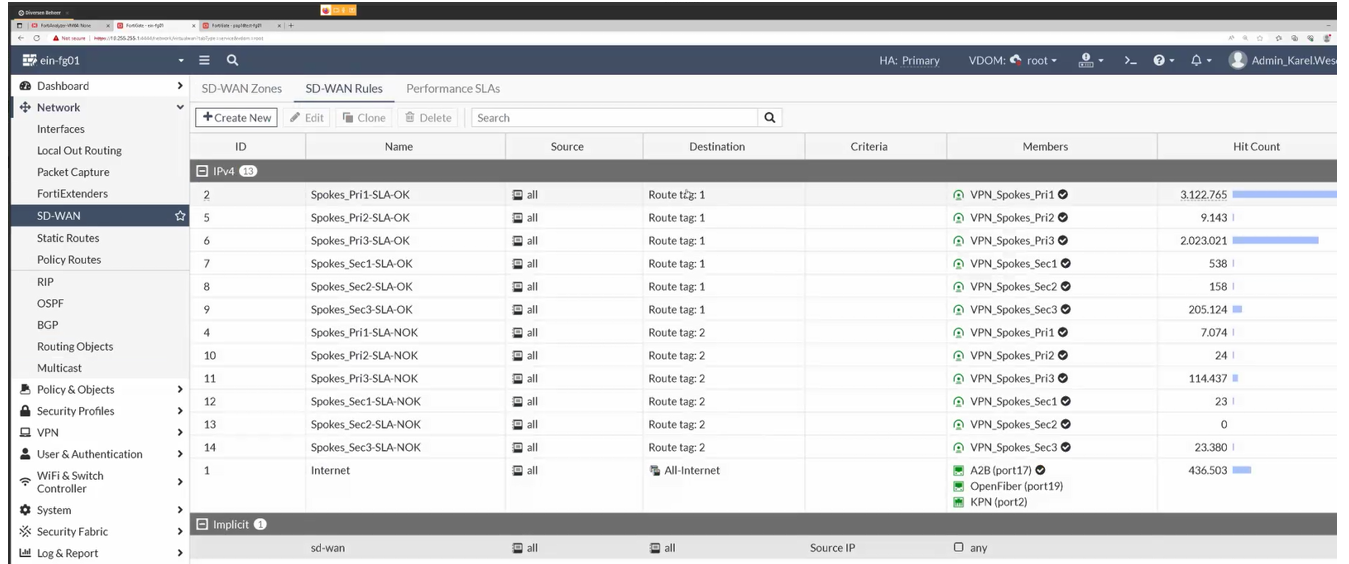 Diversen Beheer
FortiGate - ein-fg01
Not secure
ein-fg01
HA: Primary
VDOM: root
Admin_Karel.Wes
Dashboard
SD-WAN Zones SD-WAN Rules Performance SLAs
Network
Create New Edit Clone Delete Search
Interfaces
Local Out Routing
Packet Capture
FortiExtenders
SD-WAN
Static Routes
Policy Routes
RIP
OSPF
BGP
Routing Objects
Multicast
Policy & Objects
Security Profiles
VPN
User & Authentication
WiFi & Switch
Controller
System
Security Fabric
Log & Report
ID Name Source Destination Criteria Members Hit Count
IPv4 13
2 Spokes_Pri1-SLA-OK all Route tag: 1 VPN_Spokes_Pri1 3.122.765
5 Spokes_Pri2-SLA-OK all Route tag: 1 VPN_Spokes_Pri2 9.143
6 Spokes_Pri3-SLA-OK all Route tag: 1 VPN_Spokes_Pri3 2.023.021
7 Spokes_Sec1-SLA-OK all Route tag: 1 VPN_Spokes_Sec1 538
8 Spokes_Sec2-SLA-OK all Route tag: 1 VPN_Spokes_Sec2 158
9 Spokes_Sec3-SLA-OK all Route tag: 1 VPN_Spokes_Sec3 205.124
4 Spokes_Pri1-SLA-NOK all Route tag: 2 VPN_Spokes_Pri1 7.074
10 Spokes_Pri2-SLA-NOK all Route tag: 2 VPN_Spokes_Pri2 24
11 Spokes_Pri3-SLA-NOK all Route tag: 2 VPN_Spokes_Pri3 114.437
12 Spokes_Sec1-SLA-NOK all Route tag: 2 VPN_Spokes_Sec1 23
13 Spokes_Sec2-SLA-NOK all Route tag: 2 VPN_Spokes_Sec2 0
14 Spokes_Sec3-SLA-NOK all Route tag: 2 VPN_Spokes_Sec3 23.380
1 Internet all All-Internet A2B (port17) 436.503
OpenFiber (port19)
KPN (port2)
Implicit 1
sd-wan all all Source IP any